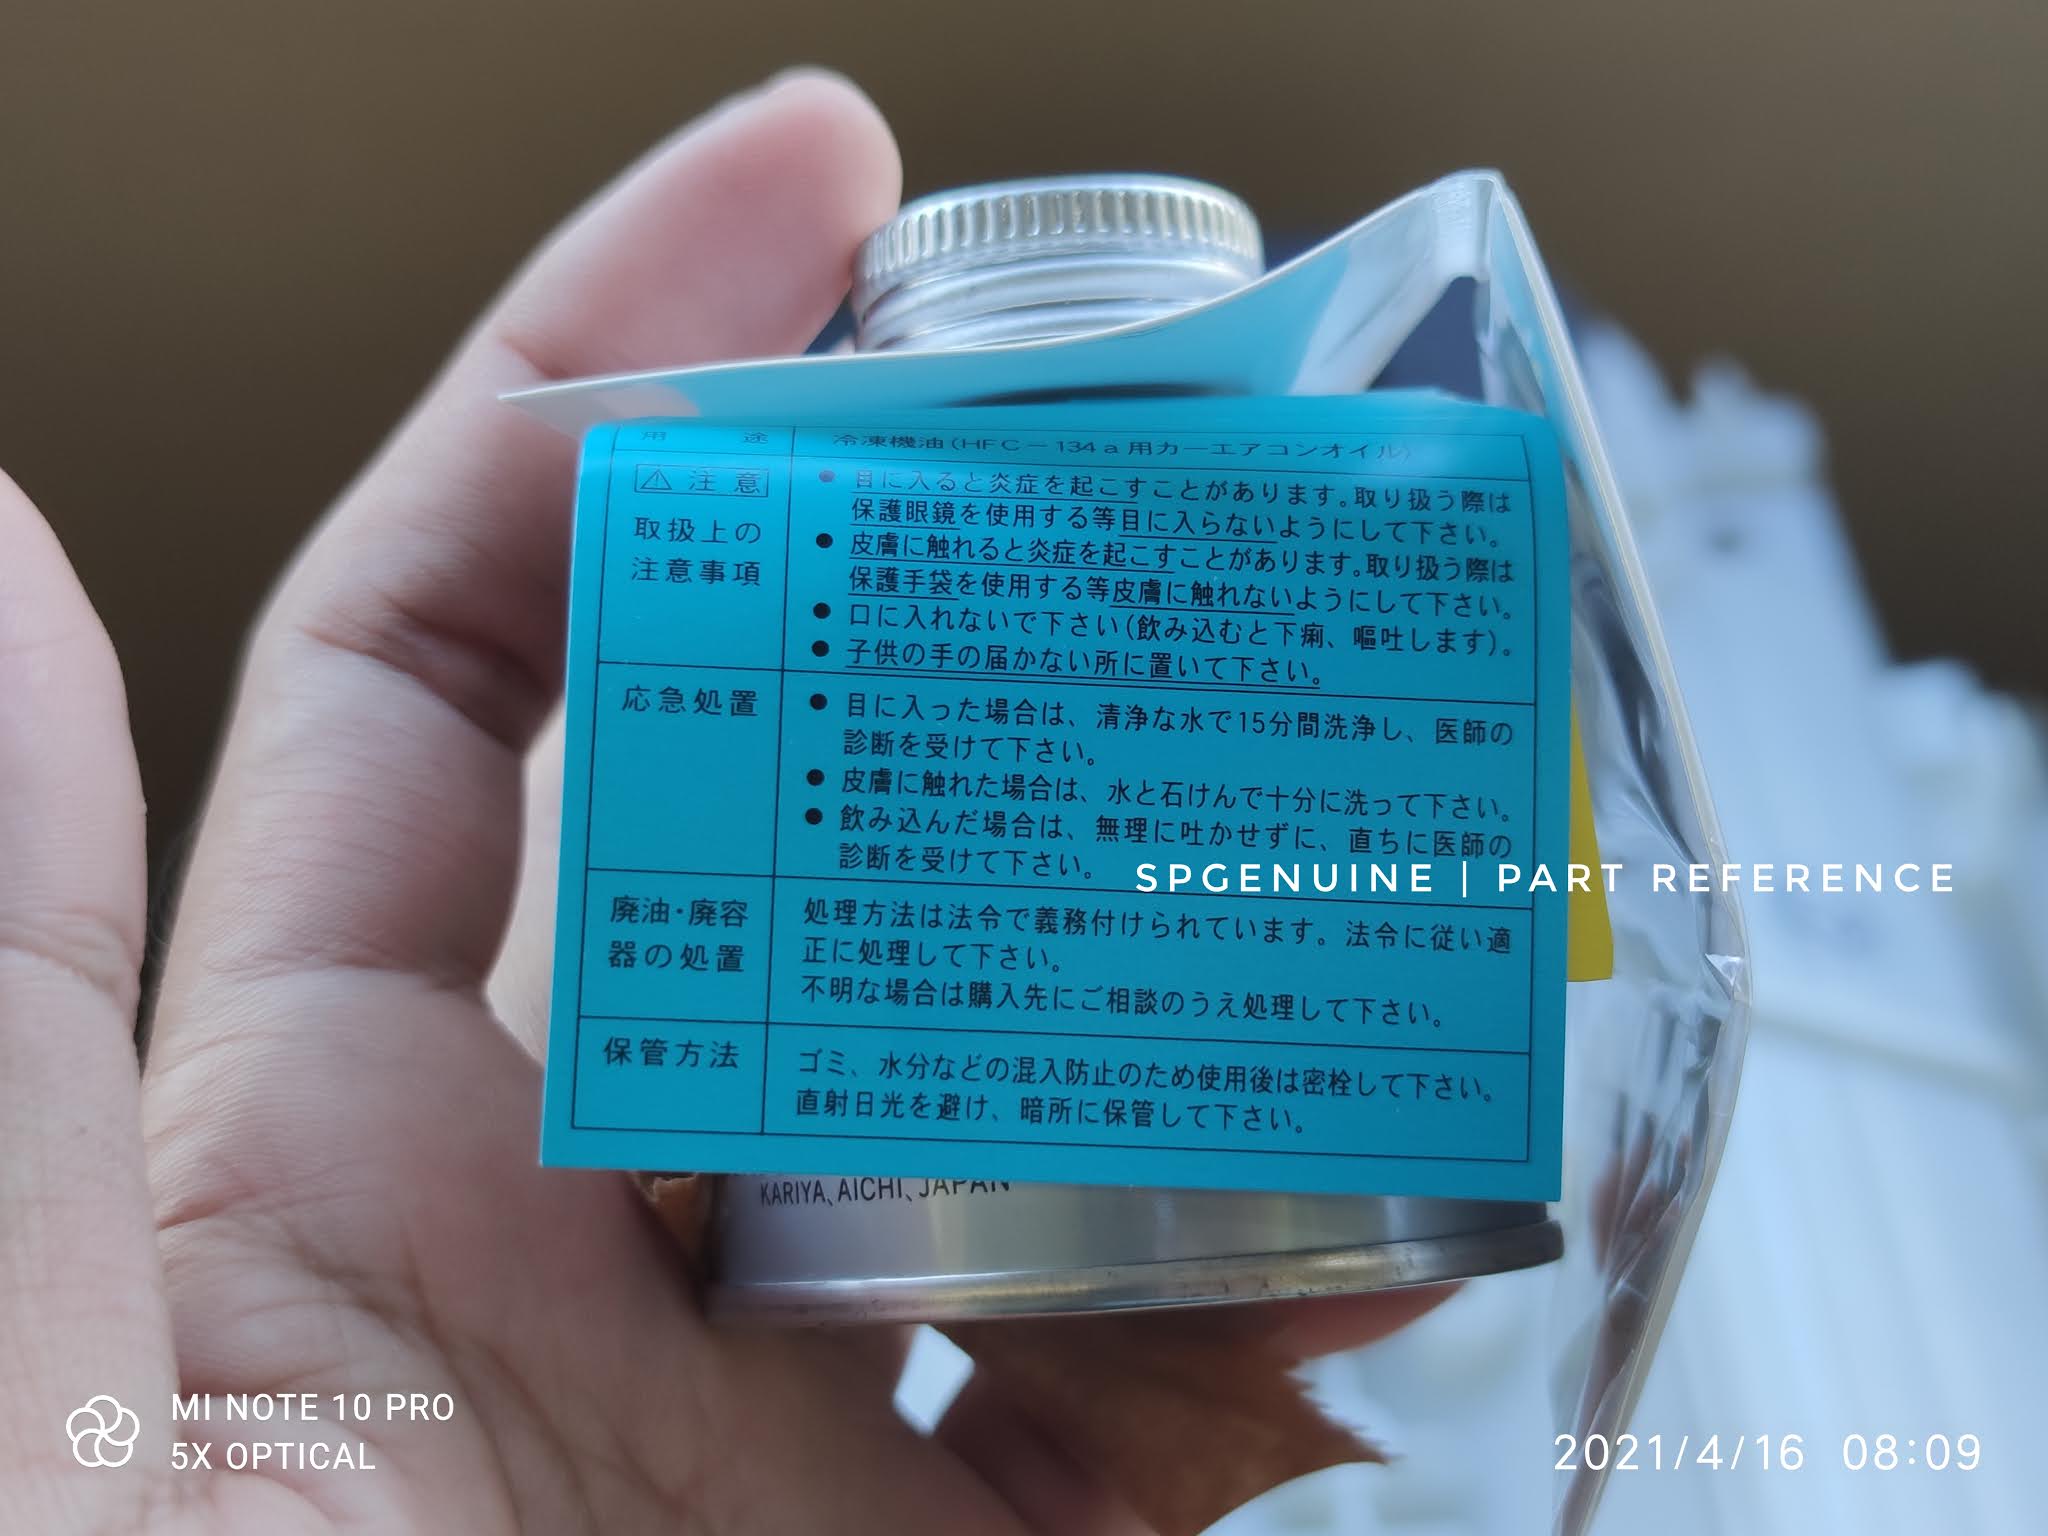 用 途
冷凍機油(HFC－134a用カーエアコンオイル)
⚠注意
取扱上の
注意事項
● 目に入ると炎症を起こすことがあります。取り扱う際は
保護眼鏡を使用する等目に入らないようにして下さい。
● 皮膚に触れると炎症を起こすことがあります。取り扱う際は
保護手袋を使用する等皮膚に触れないようにして下さい。
● 口に入れないで下さい(飲み込むと下痢、嘔吐します)。
● 子供の手の届かない所に置いて下さい。
応急処置
● 目に入った場合は、清浄な水で15分間洗浄し、医師の
診断を受けて下さい。
● 皮膚に触れた場合は、水と石けんで十分に洗って下さい。
● 飲み込んだ場合は、無理に吐かせずに、直ちに医師の
診断を受けて下さい。
廃油・廃容
器の処置
処理方法は法令で義務付けられています。法令に従い適
正に処理して下さい。
不明な場合は購入先にご相談のうえ処理して下さい。
保管方法
ゴミ、水分などの混入防止のため使用後は密栓して下さい。
直射日光を避け、暗所に保管して下さい。
KARIYA, AICHI, JAPAN
SPGENUINE | PART REFERENCE
MI NOTE 10 PRO
5X OPTICAL
2021/4/16 08:09